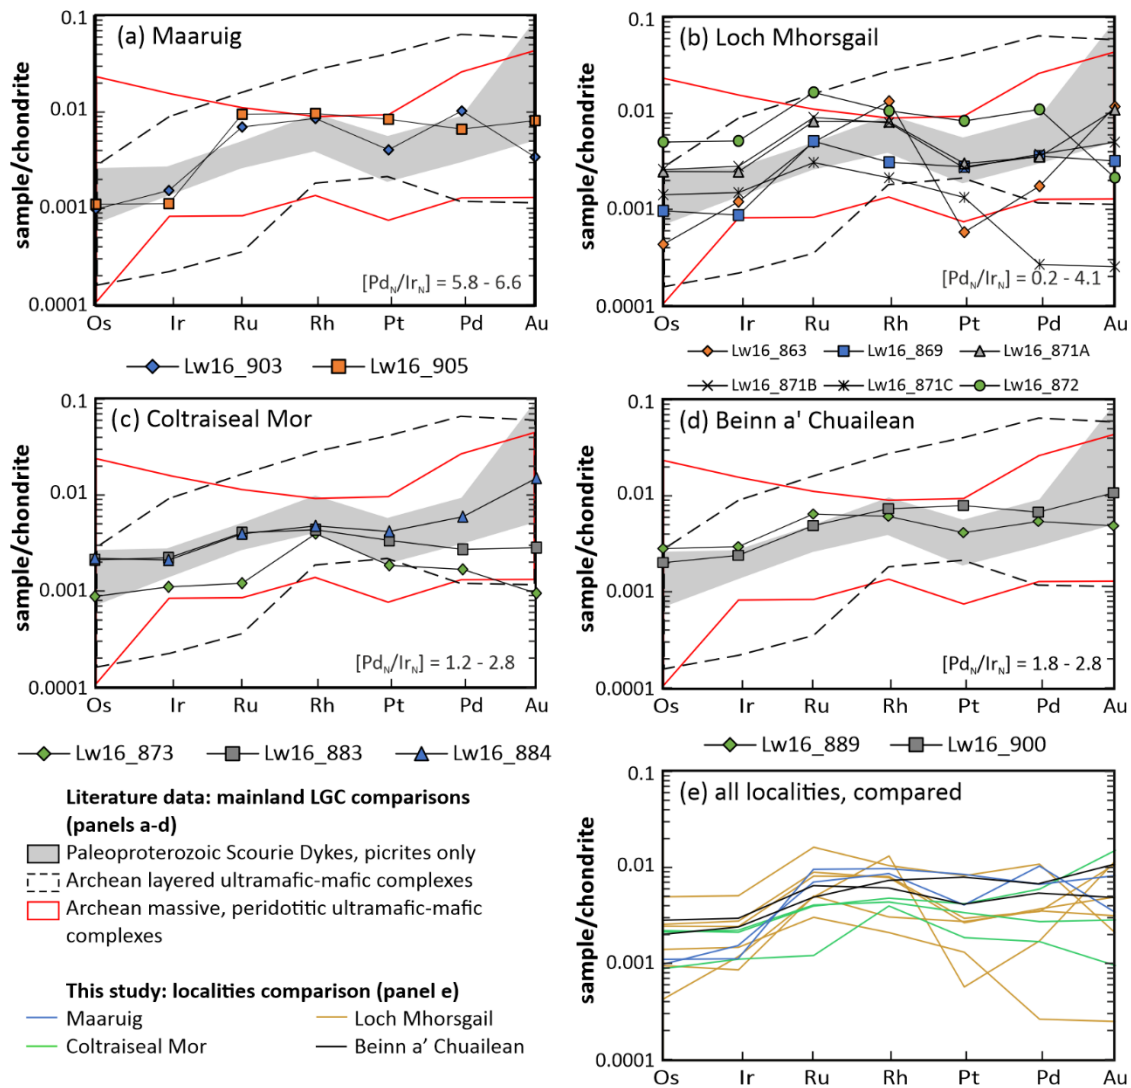 (a) Maaruig
sample/chondrite
0.1
0.01
0.001
0.0001
[PdN/IrN] = 5.8 - 6.6
Os Ir Ru Rh Pt Pd Au
Lw16_903 Lw16_905
(b) Loch Mhorsgail
sample/chondrite
0.1
0.01
0.001
0.0001
[PdN/IrN] = 0.2 - 4.1
Os Ir Ru Rh Pt Pd Au
Lw16_863 Lw16_869 Lw16_871A
Lw16_871B Lw16_871C Lw16_872
(c) Coltraiseal Mor
sample/chondrite
0.1
0.01
0.001
0.0001
[PdN/IrN] = 1.2 - 2.8
Os Ir Ru Rh Pt Pd Au
Lw16_873 Lw16_883 Lw16_884
(d) Beinn a' Chuailean
sample/chondrite
0.1
0.01
0.001
0.0001
[PdN/IrN] = 1.8 - 2.8
Os Ir Ru Rh Pt Pd Au
Lw16_889 Lw16_900
Literature data: mainland LGC comparisons
(panels a-d)
Paleoproterozoic Scourie Dykes, picrites only
Archean layered ultramafic-mafic complexes
Archean massive, peridotitic ultramafic-mafic
complexes
This study: localities comparison (panel e)
Maaruig Loch Mhorsgail
Coltraiseal Mor Beinn a’ Chuailean
(e) all localities, compared
sample/chondrite
0.1
0.01
0.001
0.0001
Os Ir Ru Rh Pt Pd Au